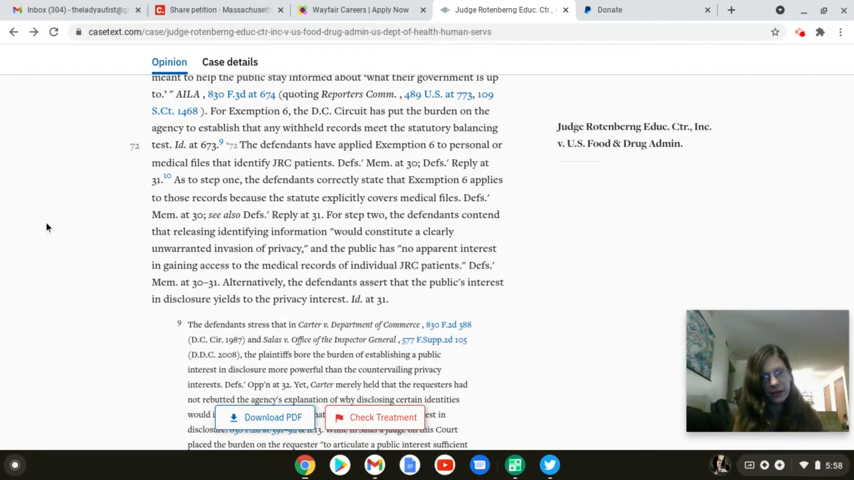 Inbox (304) - theladyautist@g
Share petition · Massachuset
Wayfair Careers | Apply Now
Judge Rotenberng Educ. Ctr.,
Donate
casetext.com/case/judge-rotenberng-educ-ctr-inc-v-us-food-drug-admin-us-dept-of-health-human-servs
Opinion Case details
meant to help the public stay informed about 'what their government is up
to.' " AILA , 830 F.3d at 674 (quoting Reporters Comm. , 489 U.S. at 773, 109
S.Ct. 1468 ). For Exemption 6, the D.C. Circuit has put the burden on the
agency to establish that any withheld records meet the statutory balancing
72 test. Id. at 673.9 *72 The defendants have applied Exemption 6 to personal or
medical files that identify JRC patients. Defs.' Mem. at 30; Defs.' Reply at
31.10 As to step one, the defendants correctly state that Exemption 6 applies
to those records because the statute explicitly covers medical files. Defs.'
Mem. at 30; see also Defs.' Reply at 31. For step two, the defendants contend
that releasing identifying information "would constitute a clearly
unwarranted invasion of privacy," and the public has "no apparent interest
in gaining access to the medical records of individual JRC patients." Defs.'
Mem. at 30–31. Alternatively, the defendants assert that the public's interest
in disclosure yields to the privacy interest. Id. at 31.
9 The defendants stress that in Carter v. Department of Commerce , 830 F.2d 388
(D.C. Cir. 1987) and Salas v. Office of the Inspector General , 577 F.Supp.2d 105
(D.D.C. 2008), the plaintiffs bore the burden of establishing a public
interest in disclosure more powerful than the countervailing privacy
interests. Defs.' Opp'n at 32. Yet, Carter merely held that the requesters had
not rebutted the agency's explanation of why disclosing certain identities
would
Download PDF
Check Treatment
est in
disclosure.
placed the burden on the requester "to articulate a public interest sufficient
Judge Rotenberng Educ. Ctr., Inc.
v. U.S. Food & Drug Admin.
5:58